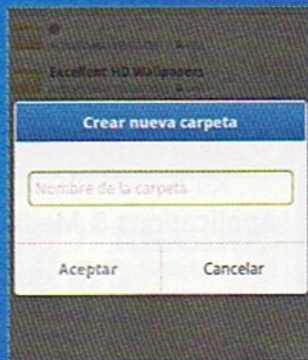 Excellent HD Wallpapers
Crear nueva carpeta
Nombre de la carpeta
Aceptar
Cancelar